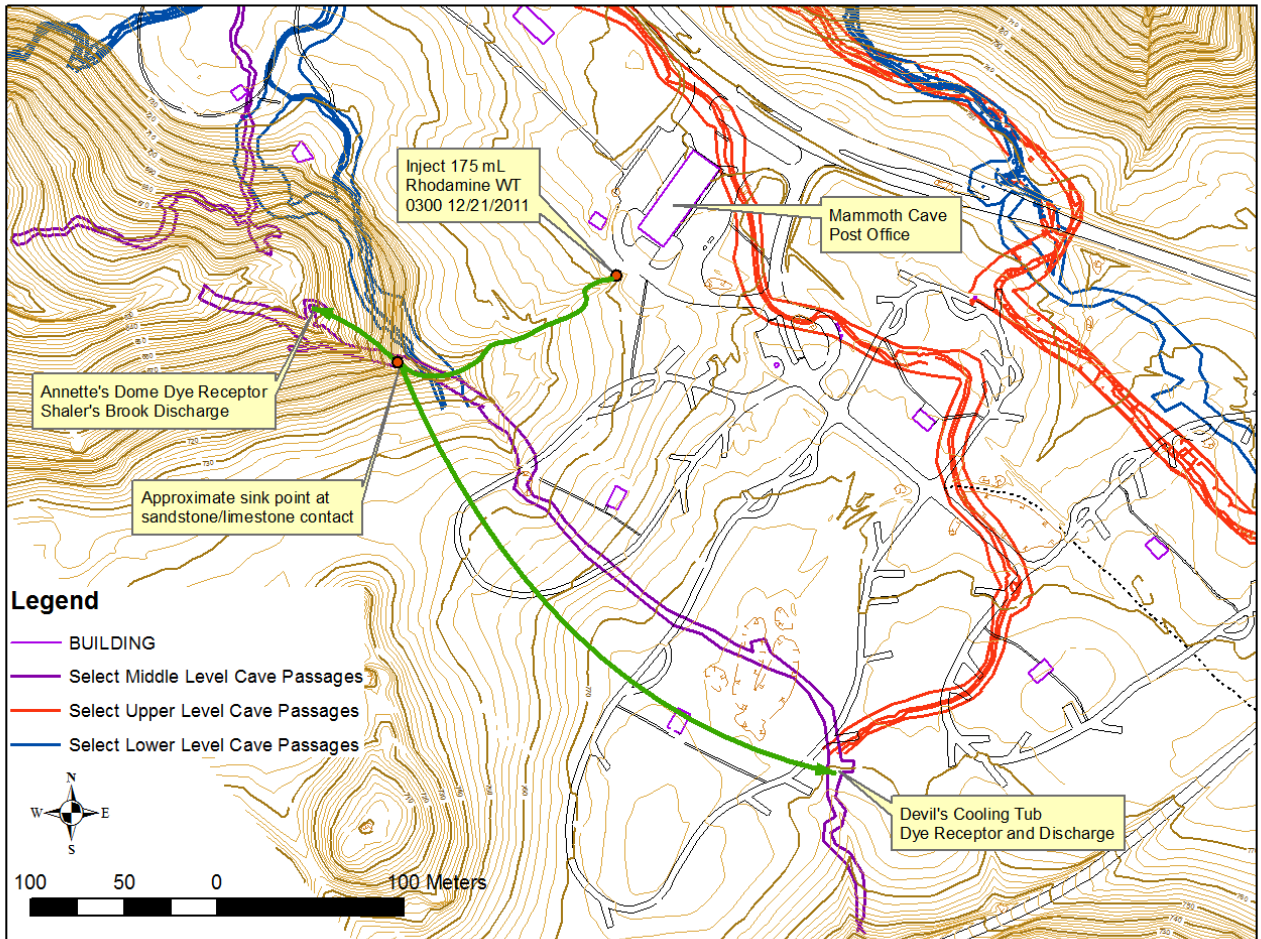 Inject 175 mL
Rhodamine WT
0300 12/21/2011
Mammoth Cave
Post Office
Annette's Dome Dye Receptor
Shaler's Brook Discharge
Approximate sink point at
sandstone/limestone contact
Devil's Cooling Tub
Dye Receptor and Discharge
Legend
BUILDING
Select Middle Level Cave Passages
Select Upper Level Cave Passages
Select Lower Level Cave Passages
N
W E
S
100 50 0 100 Meters
720
730